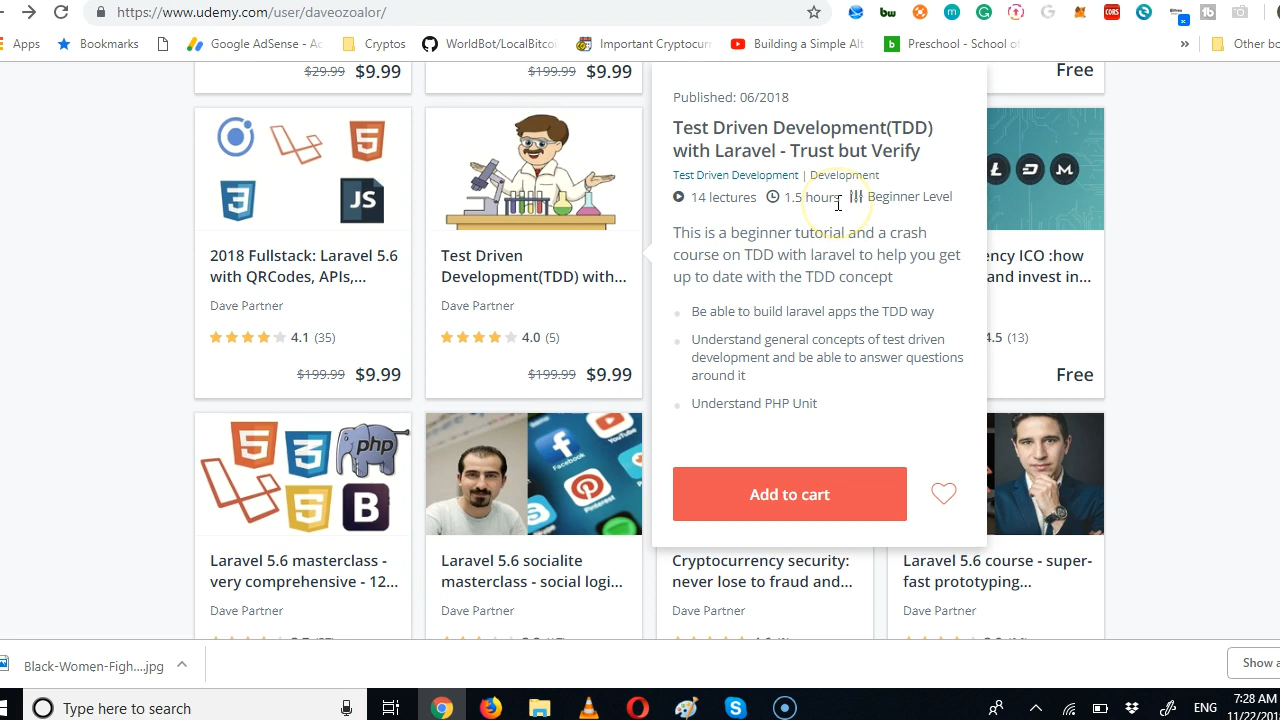 https://www.udemy.com/user/daveozoalor/
Apps
Bookmarks
Google AdSense - Ac
Cryptos
WorldBot/LocalBitco
Important Cryptocurr
Building a Simple Alt
Preschool - School of
»
Other bo
$29.99 $9.99
$199.99 $9.99
Free
Published: 06/2018
Test Driven Development(TDD)
with Laravel - Trust but Verify
Test Driven Development | Development
14 lectures 1.5 hours Beginner Level
This is a beginner tutorial and a crash
course on TDD with laravel to help you get
up to date with the TDD concept
Be able to build laravel apps the TDD way
Understand general concepts of test driven
development and be able to answer questions
around it
Understand PHP Unit
Add to cart
JS
2018 Fullstack: Laravel 5.6
with QRCodes, APIs,...
Dave Partner
4.1 (35)
$199.99 $9.99
Test Driven
Development(TDD) with...
Dave Partner
4.0 (5)
$199.99 $9.99
ency ICO :how
and invest in...
4.5 (13)
Free
php
B
Laravel 5.6 masterclass -
very comprehensive - 12...
Dave Partner
Facebook
YouTube
Pinterest
Laravel 5.6 socialite
masterclass - social logi...
Dave Partner
Cryptocurrency security:
never lose to fraud and...
Dave Partner
Laravel 5.6 course - super-
fast prototyping...
Dave Partner
Black-Women-Figh....jpg
Show a
Type here to search
ENG
7:28 AM